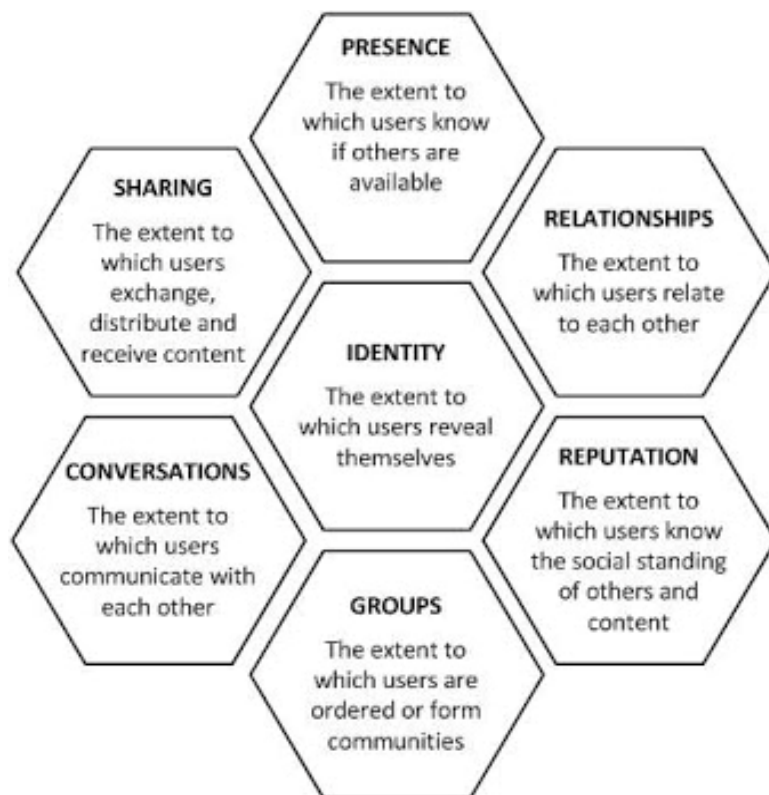 PRESENCE
The extent to
which users know
if others are
available
SHARING
The extent to
which users
exchange,
distribute and
receive content
RELATIONSHIPS
The extent to
which users relate
to each other
IDENTITY
The extent to
which users reveal
themselves
CONVERSATIONS
The extent to
which users
communicate with
each other
REPUTATION
The extent to
which users know
the social standing
of others and
content
GROUPS
The extent to
which users are
ordered or form
communities